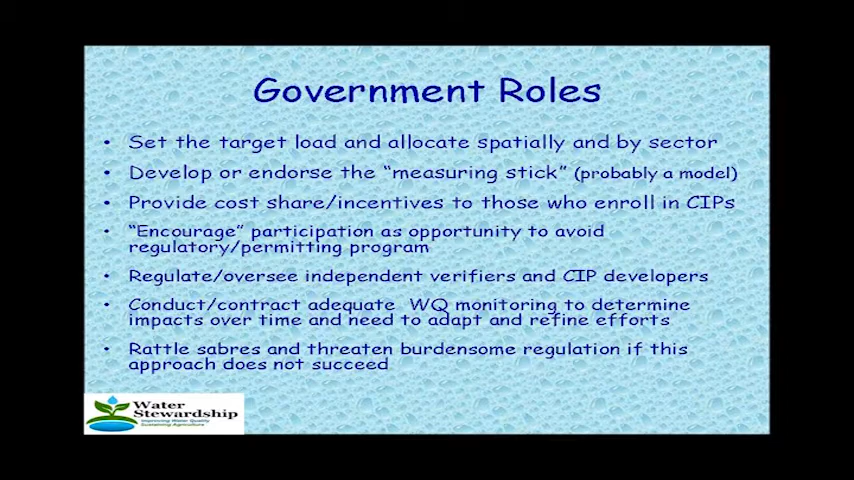 Government Roles
• Set the target load and allocate spatially and by sector
• Develop or endorse the “measuring stick” (probably a model)
• Provide cost share/incentives to those who enroll in CIPs
• “Encourage” participation as opportunity to avoid
regulatory/permitting program
• Regulate/oversee independent verifiers and CIP developers
• Conduct/contract adequate WQ monitoring to determine
impacts over time and need to adapt and refine efforts
• Rattle sabres and threaten burdensome regulation if this
approach does not succeed
Water
Stewardship
Improving Water Quality
Sustaining Agriculture